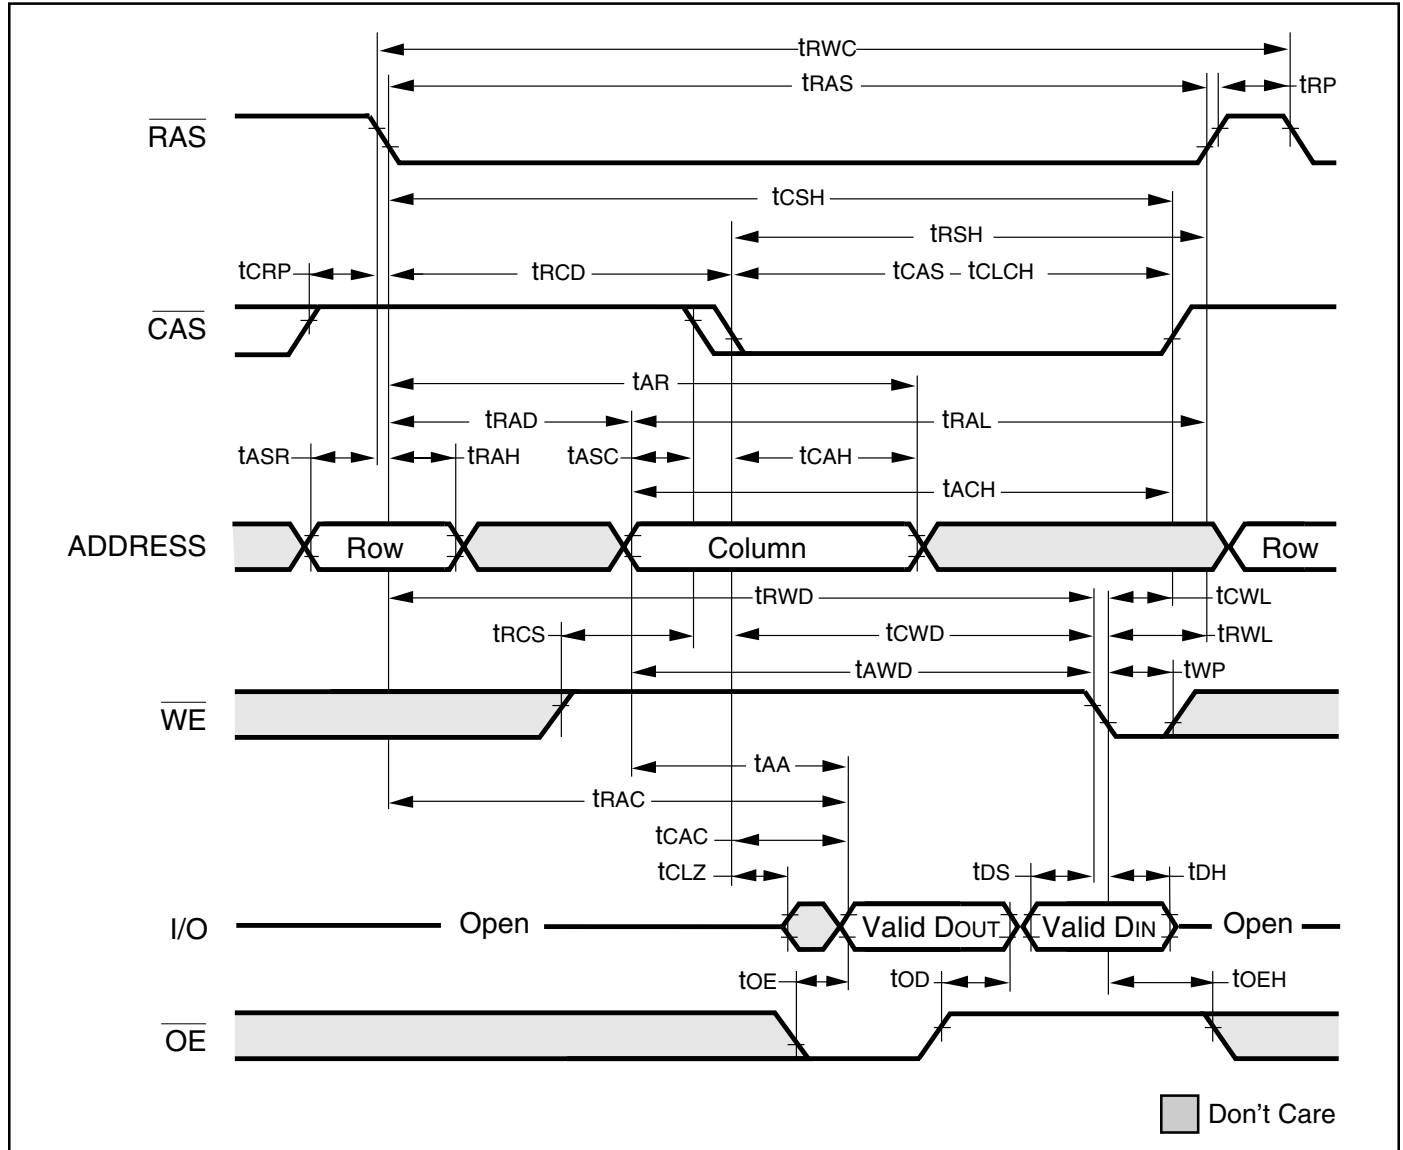 tRWC
tRAS
tRP
RAS
tCSH
tRSH
tCRP
tRCD
tCAS – tCLCH
CAS
tAR
tRAD
tRAL
tASR
tRAH
tASC
tCAH
tACH
ADDRESS
Row
Column
Row
tRWD
tCWL
tRCS
tCWD
tRWL
tAWD
tWP
WE
tAA
tRAC
tCAC
tCLZ
tDS
tDH
I/O
Open
Valid DOUT
Valid DIN
Open
tOE
tOD
tOEH
OE
Don't Care